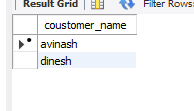 Result Grid
Filter Rows:
coustomer_name
avinash
dinesh